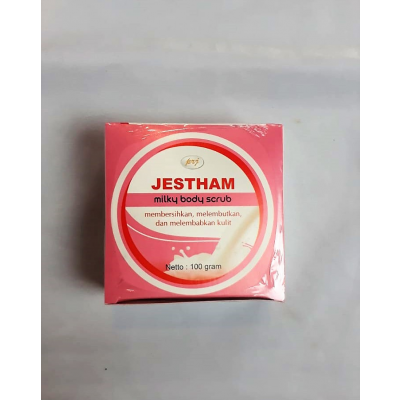 JESTHAM
milky body scrub
membersihkan, melembutkan,
dan melembabkan kulit
Netto : 100 gram